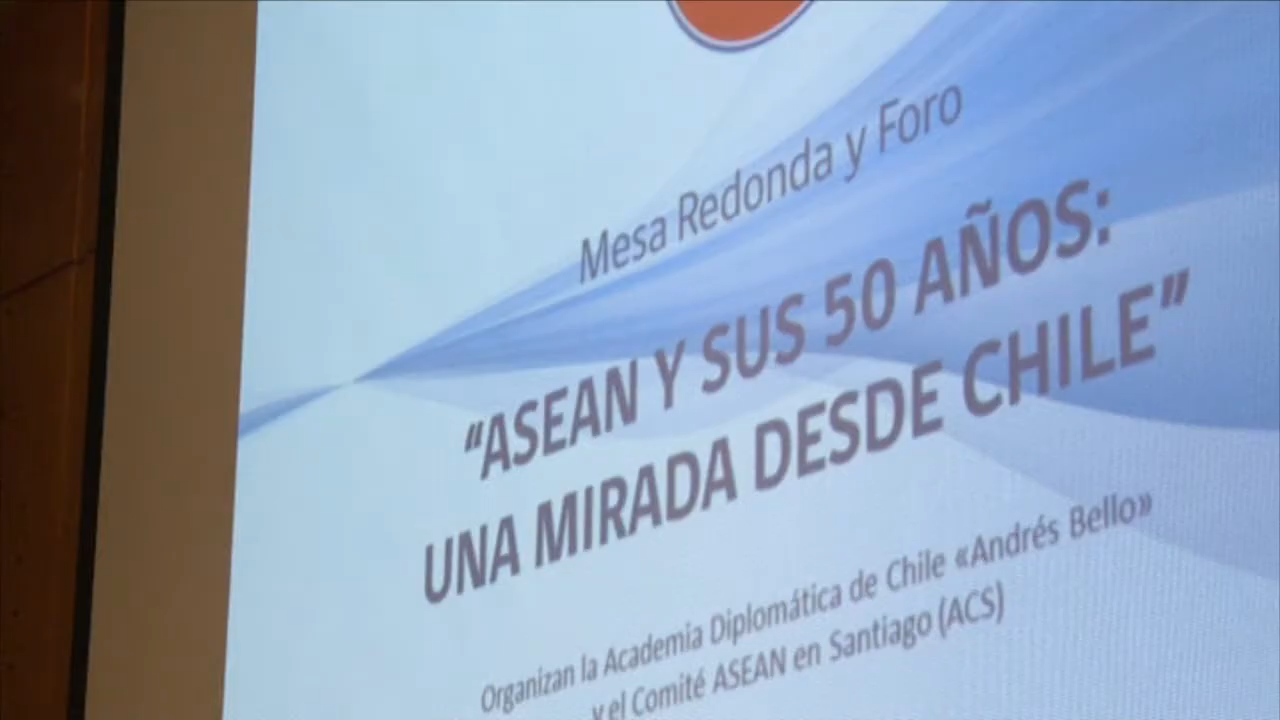 Mesa Redonda y Foro
“ASEAN Y SUS 50 AÑOS:
UNA MIRADA DESDE CHILE”
Organizan la Academia Diplomática de Chile «Andrés Bello»
y el Comité ASEAN en Santiago (ACS)